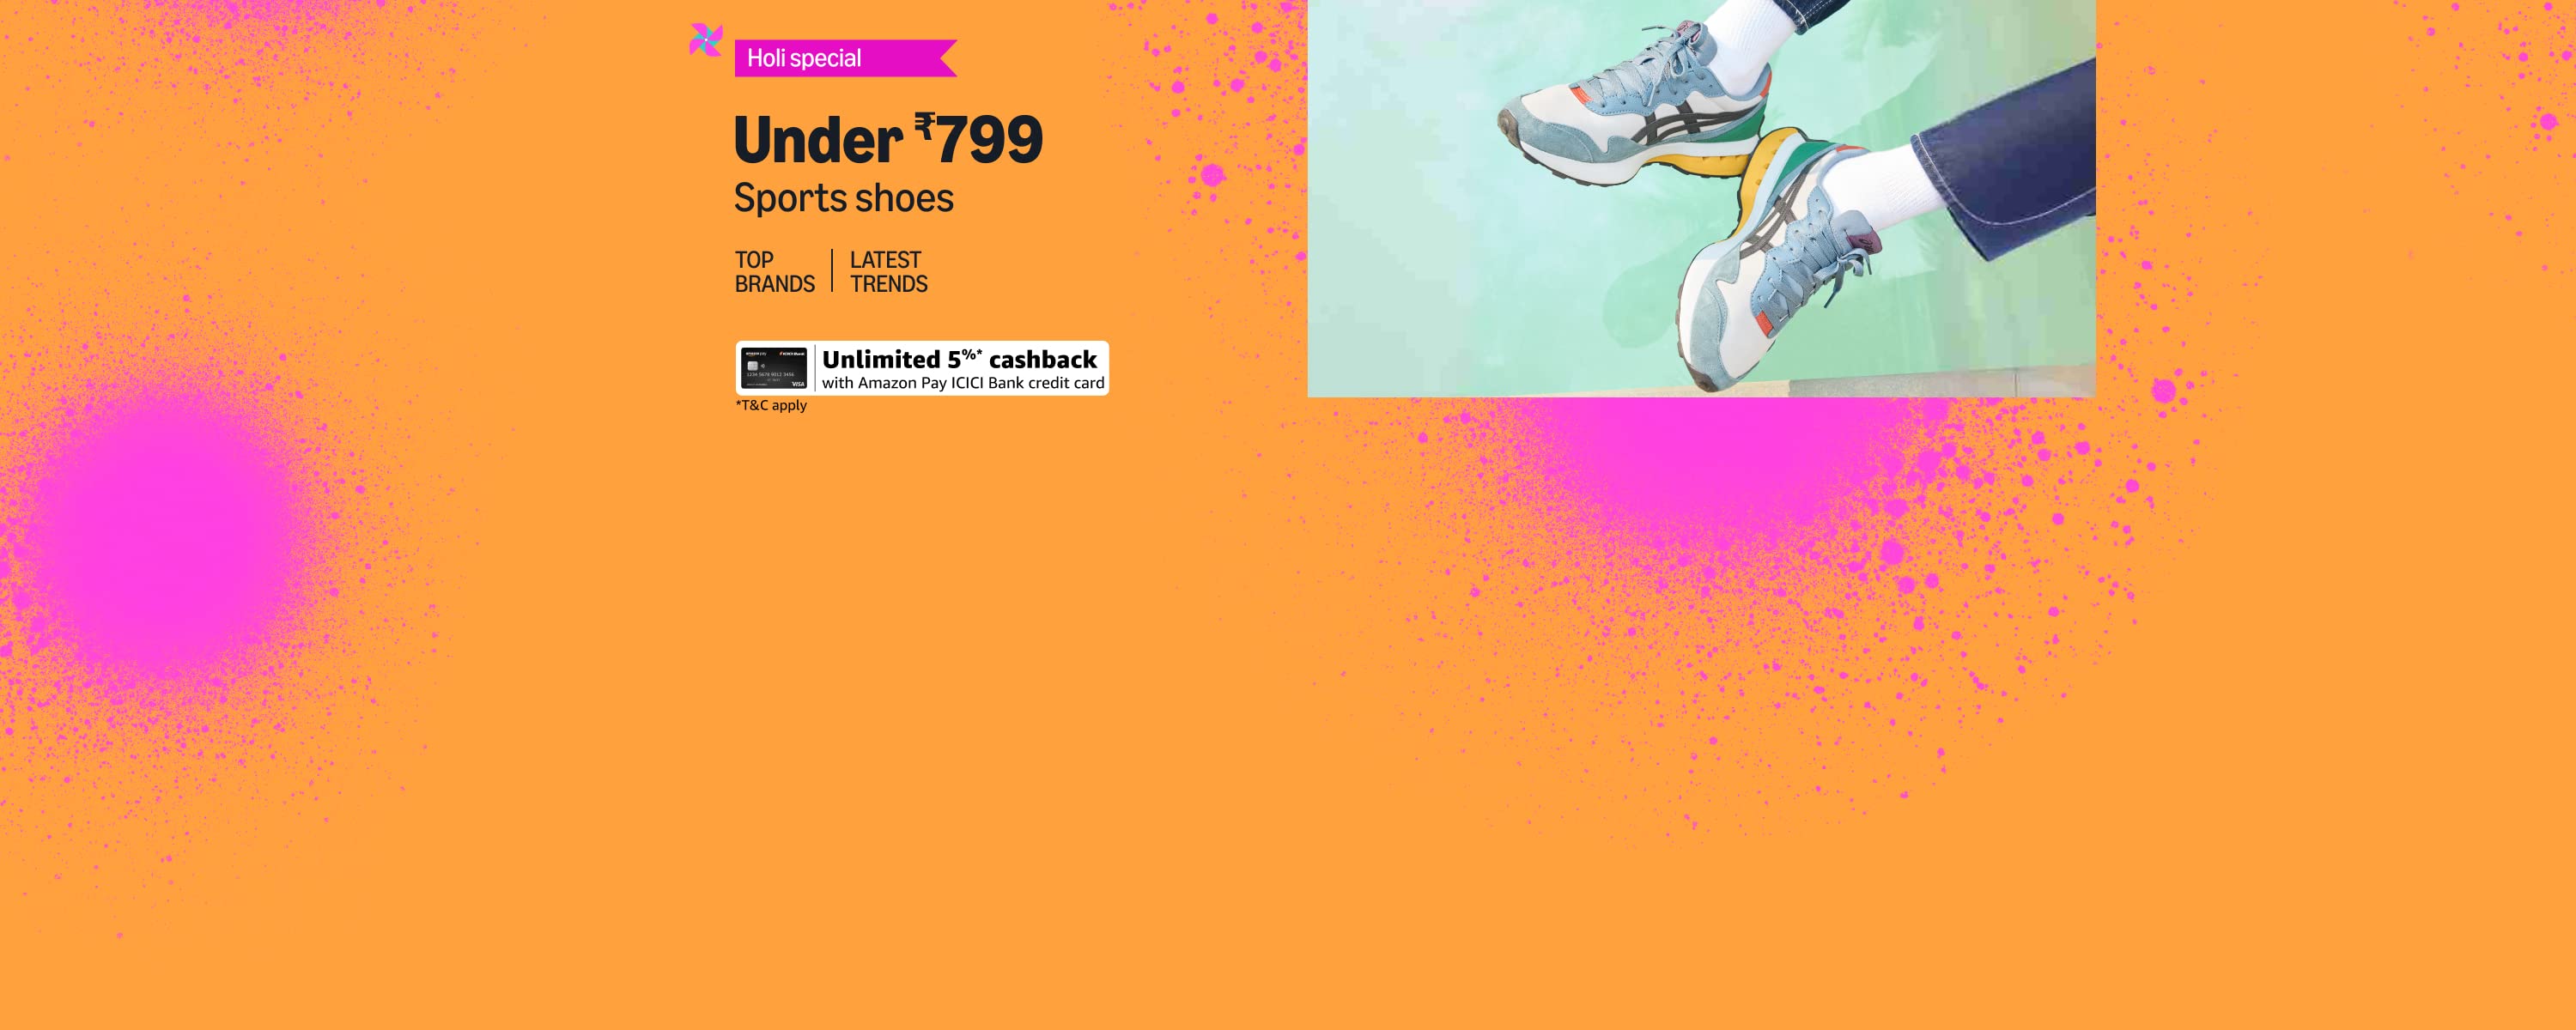 Holi special
Under ₹799
Sports shoes
TOP
BRANDS
LATEST
TRENDS
Unlimited 5%* cashback
with Amazon Pay ICICI Bank credit card
VISA
*T&C apply